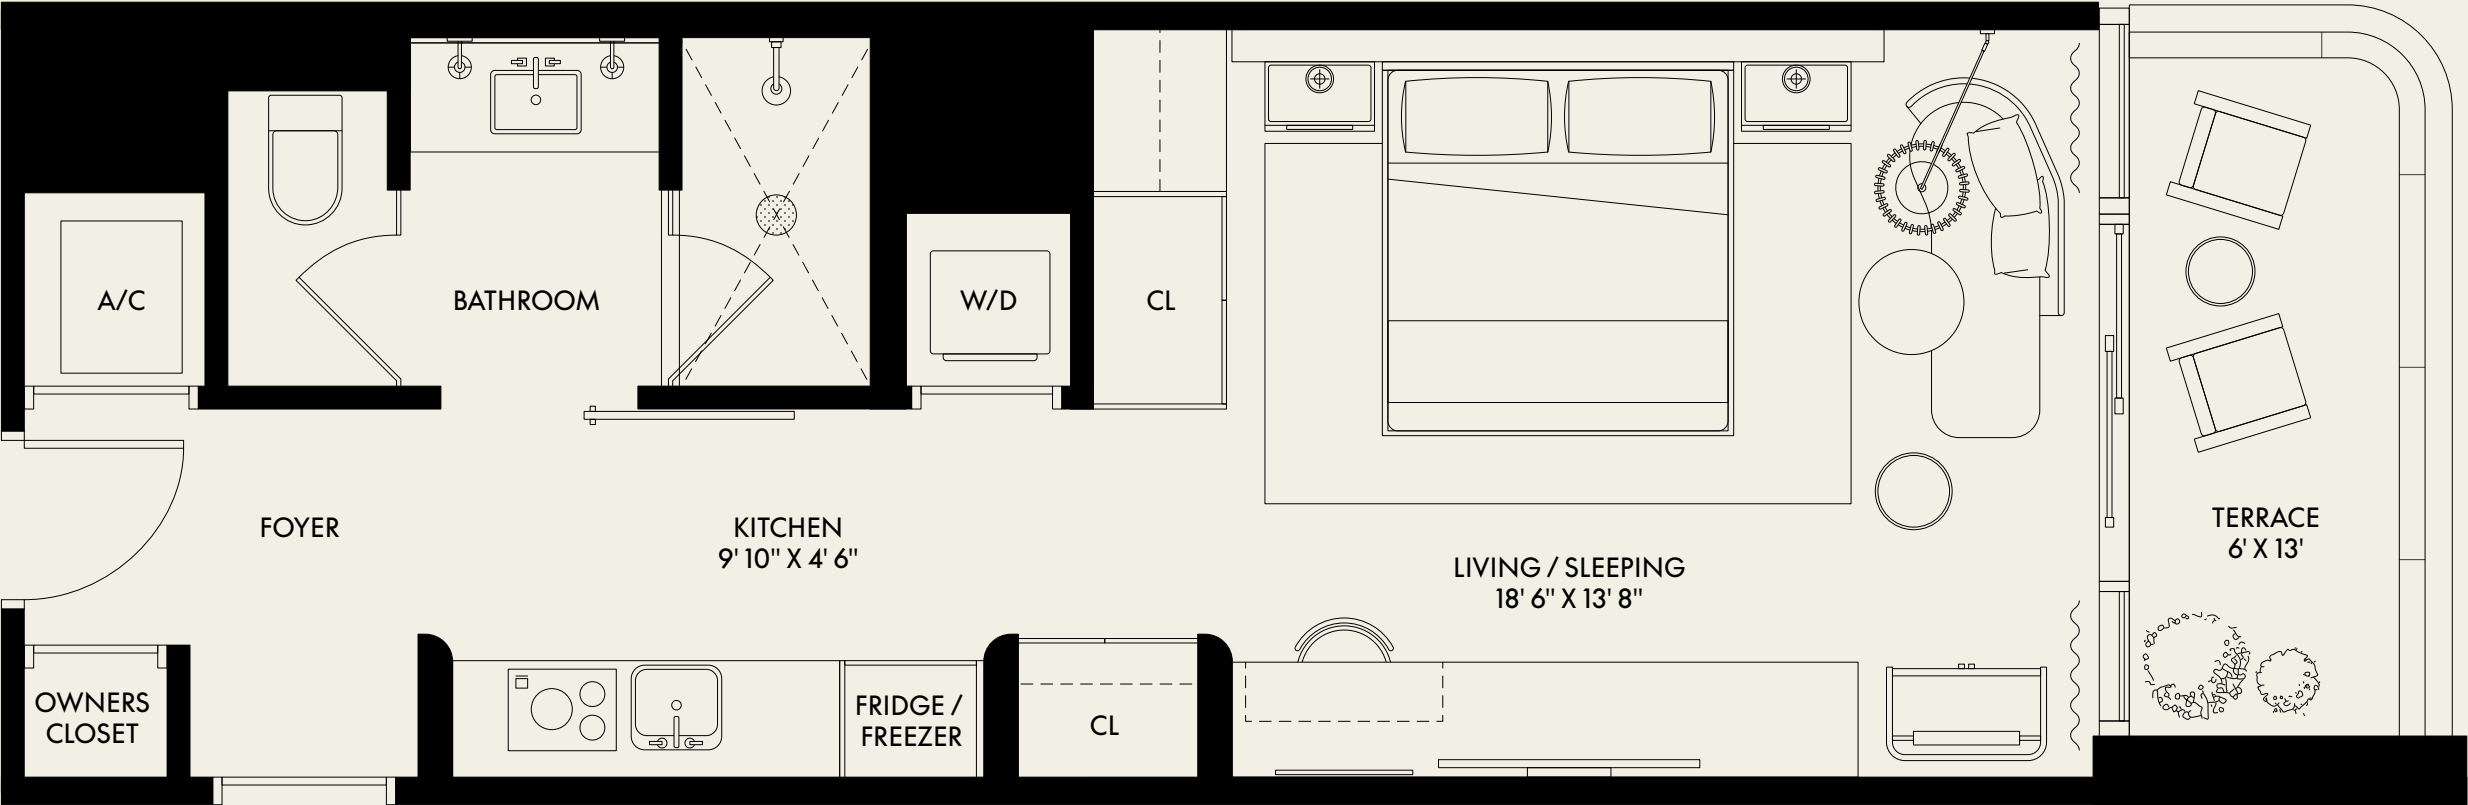 A/C
BATHROOM
W/D
CL
FOYER
KITCHEN
9' 10" X 4' 6"
LIVING / SLEEPING
18' 6" X 13' 8"
TERRACE
6' X 13'
OWNERS
CLOSET
FRIDGE /
FREEZER
CL